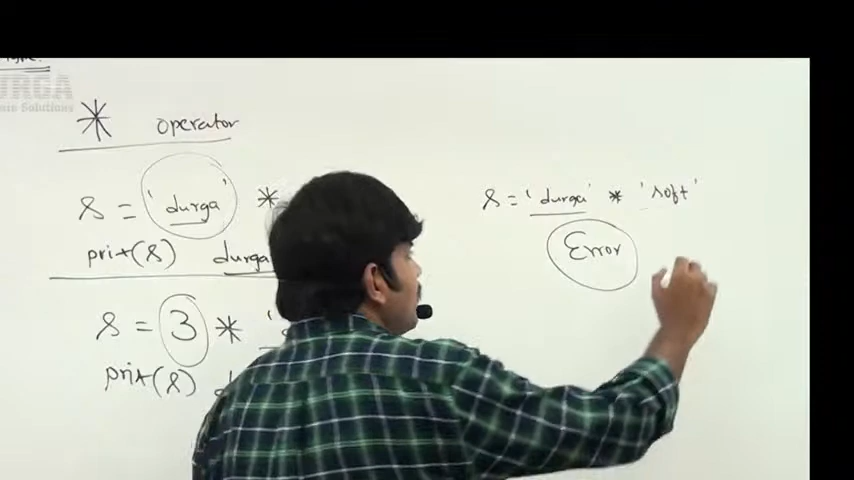 * operator
s = 'durga' *
print(s) durga
s = 3 * '
print(s)
s = 'durga' * 'soft'
Error